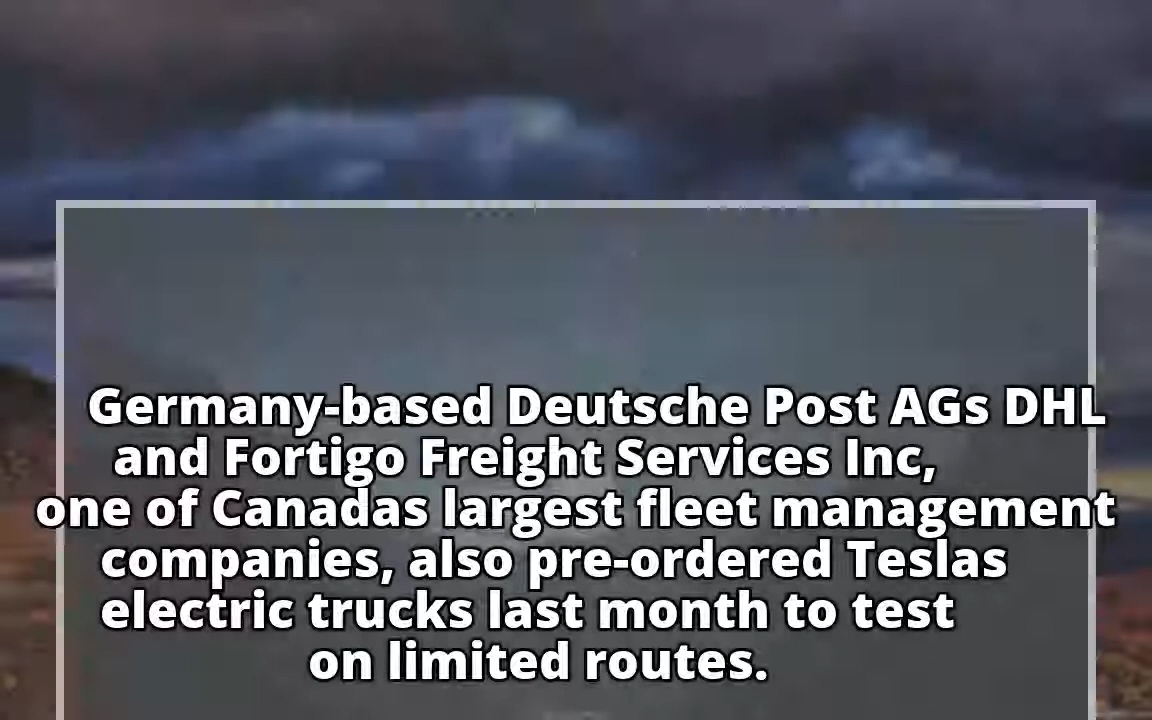 Germany-based Deutsche Post AGs DHL
and Fortigo Freight Services Inc,
one of Canadas largest fleet management
companies, also pre-ordered Teslas
electric trucks last month to test
on limited routes.